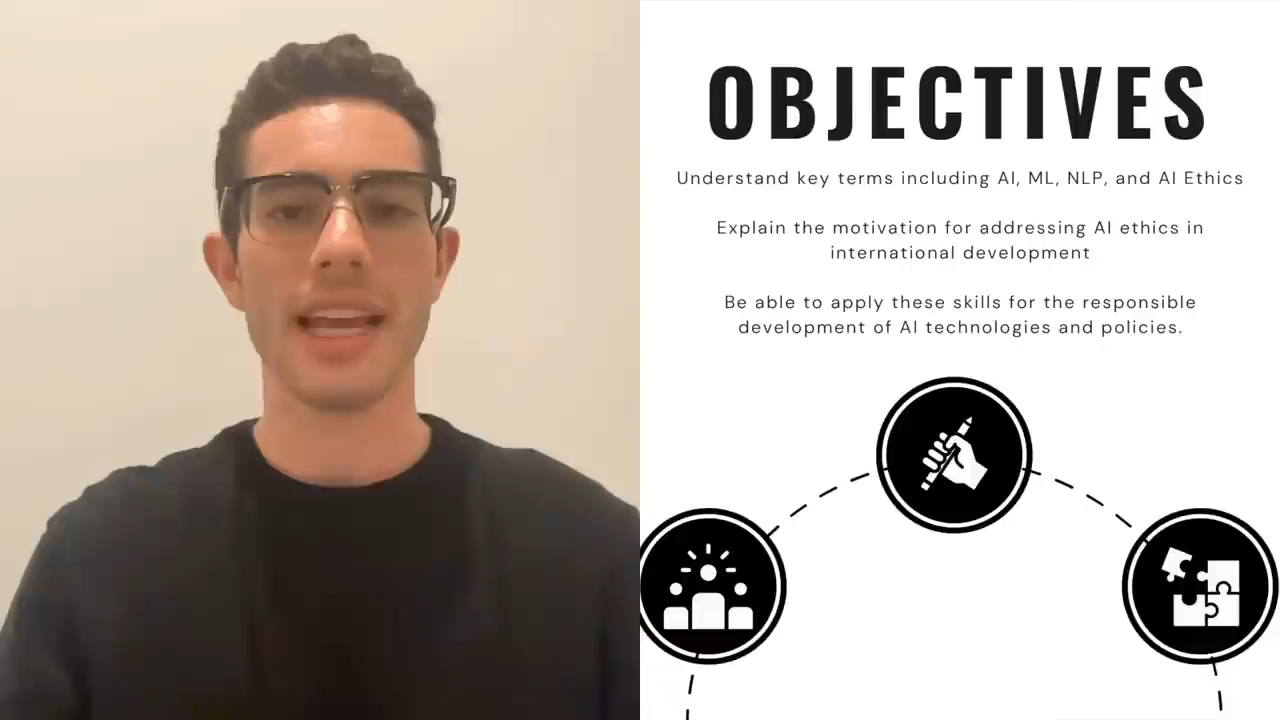 OBJECTIVES
Understand key terms including AI, ML, NLP, and AI Ethics
Explain the motivation for addressing AI ethics in
international development
Be able to apply these skills for the responsible
development of AI technologies and policies.